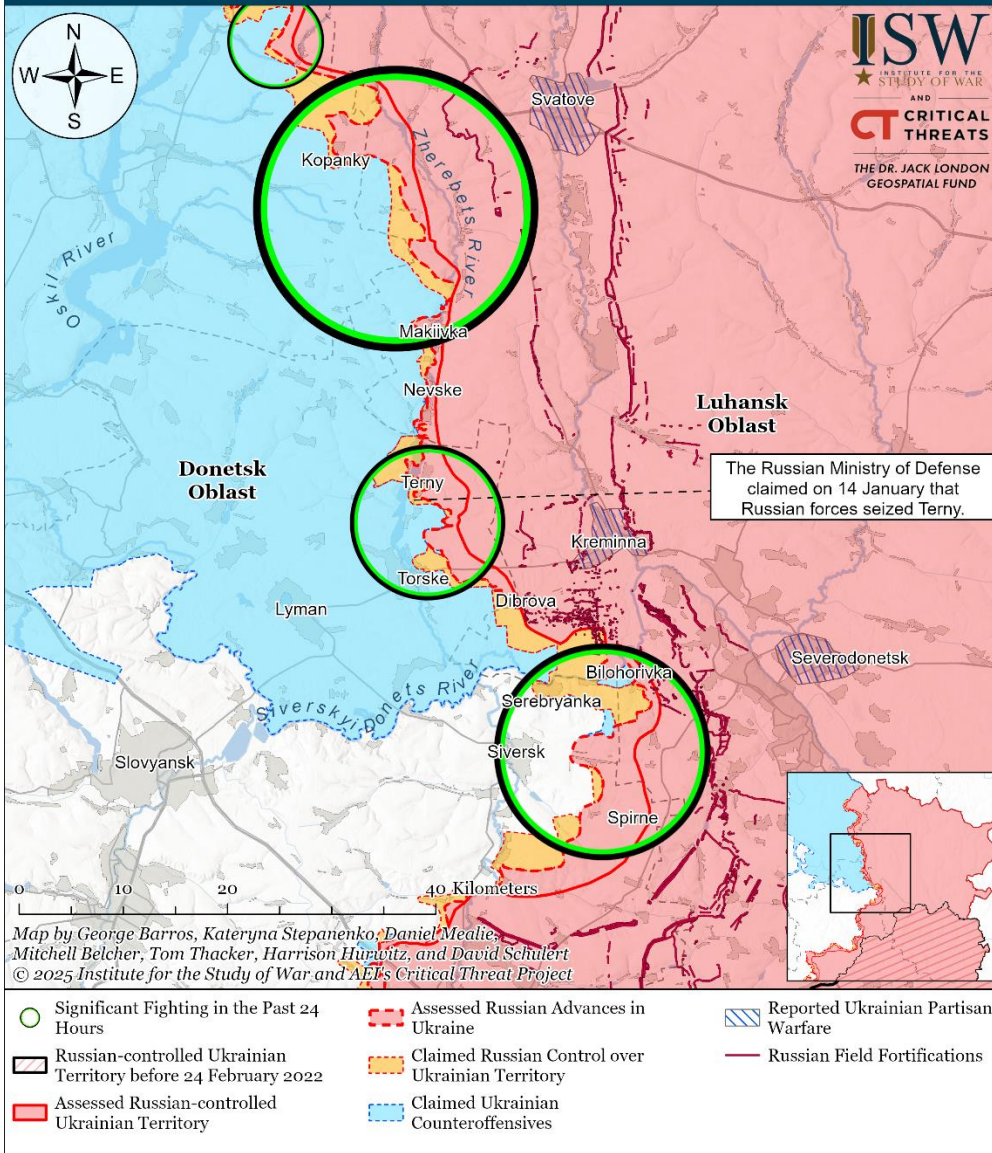 N
W E
S
ISW
INSTITUTE FOR THE
STUDY OF WAR
AND
CT CRITICAL
THREATS
THE DR. JACK LONDON
GEOSPATIAL FUND
Svatove
Kopanky
Zherebets River
Oskil River
Makiivka
Nevske
Luhansk
Oblast
Donetsk
Oblast
The Russian Ministry of Defense
claimed on 14 January that
Russian forces seized Terny.
Terny
Kreminna
Torske
Dibrova
Lyman
Severodonetsk
Bilohorivka
Serebryanka
Siverskyi Donets River
Siversk
Slovyansk
Spirne
0 10 20 40 Kilometers
Map by George Barros, Kateryna Stepanenko, Daniel Mealie,
Mitchell Belcher, Tom Thacker, Harrison Hurwitz, and David Schulert
© 2025 Institute for the Study of War and AEI's Critical Threat Project
Significant Fighting in the Past 24
Hours
Russian-controlled Ukrainian
Territory before 24 February 2022
Assessed Russian-controlled
Ukrainian Territory
Assessed Russian Advances in
Ukraine
Claimed Russian Control over
Ukrainian Territory
Claimed Ukrainian
Counteroffensives
Reported Ukrainian Partisan
Warfare
Russian Field Fortifications